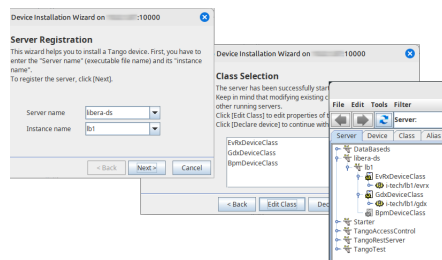 Device Installation Wizard on :10000
Server Registration
This wizard helps you to install a Tango device. First, you have to
enter the "Server name" (executable file name) and its "instance
name".
To register the server, click [Next].
Server name libera-ds
Instance name lb1
< Back Next > Cancel
Device Installation Wizard on 10000
Class Selection
The server has been successfully star
Keep in mind that modifying existing c
other running servers.
Click [Edit Class] to edit properties of t
Click [Declare device] to continue with
EvRxDeviceClass
GdxDeviceClass
BpmDeviceClass
< Back Edit Class Dec
File Edit Tools Filter
Server:
Server Device Class Alias
DataBaseds
libera-ds
lb1
EvRxDeviceClass
i-tech/lb1/evrx
GdxDeviceClass
i-tech/lb1/gdx
BpmDeviceClass
Starter
TangoAccessControl
TangoRestServer
TangoTest